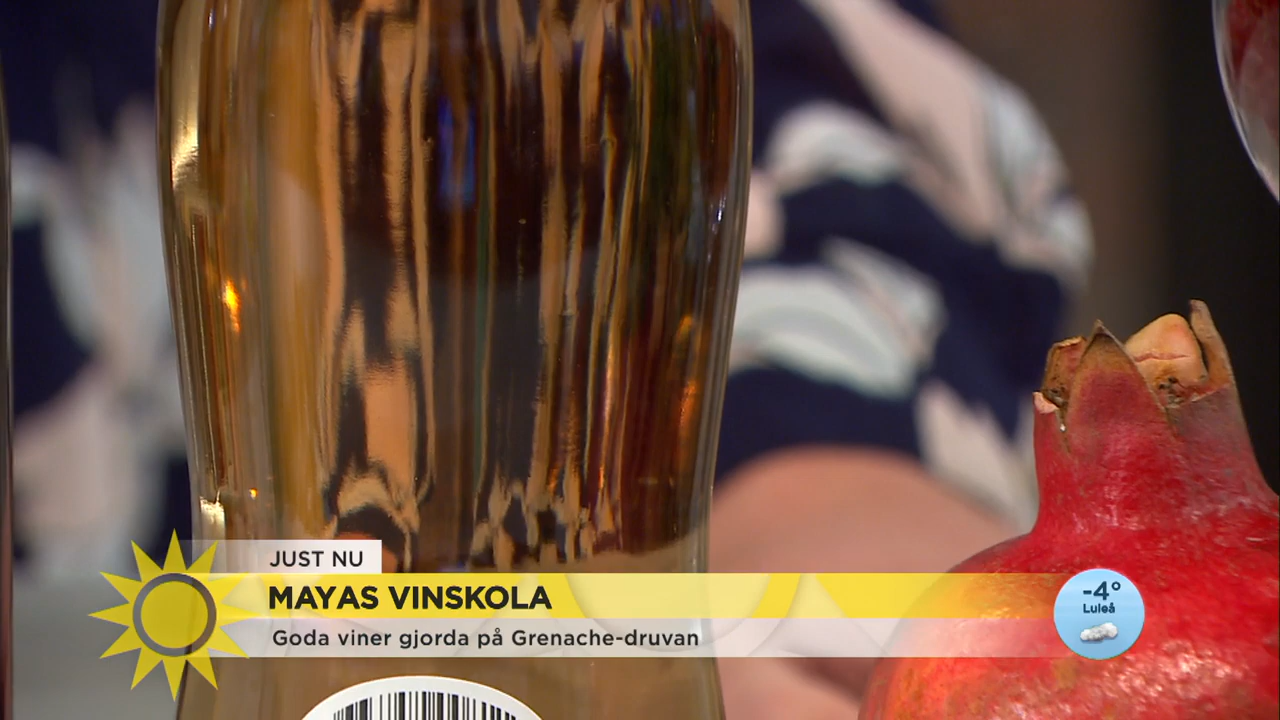 JUST NU
MAYAS VINSKOLA
Goda viner gjorda på Grenache-druvan
-4°
Luleå